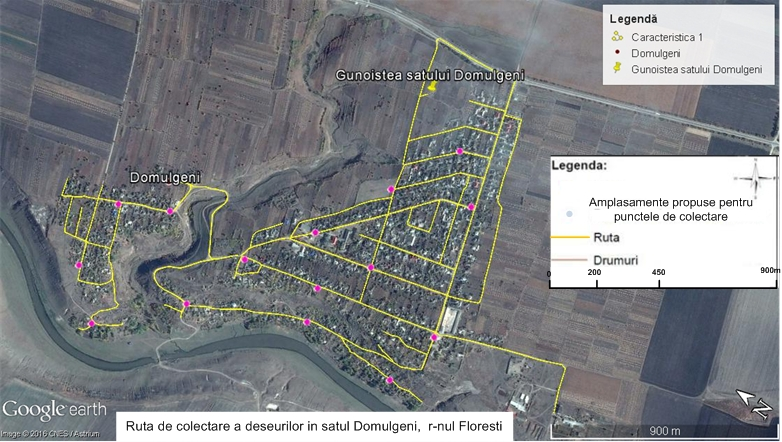 Legendă
Caracteristica 1
Domulgeni
Gunoistea satului Domulgeni
Gunoistea satului Domulgeni
Domulgeni
Legenda:
Amplasamente propuse pentru
punctele de colectare
Ruta
Drumuri
0 200 450 900m
Google earth
Image © 2016 CNES / Astrium
Ruta de colectare a deseurilor in satul Domulgeni, r-nul Floresti
N
900 m